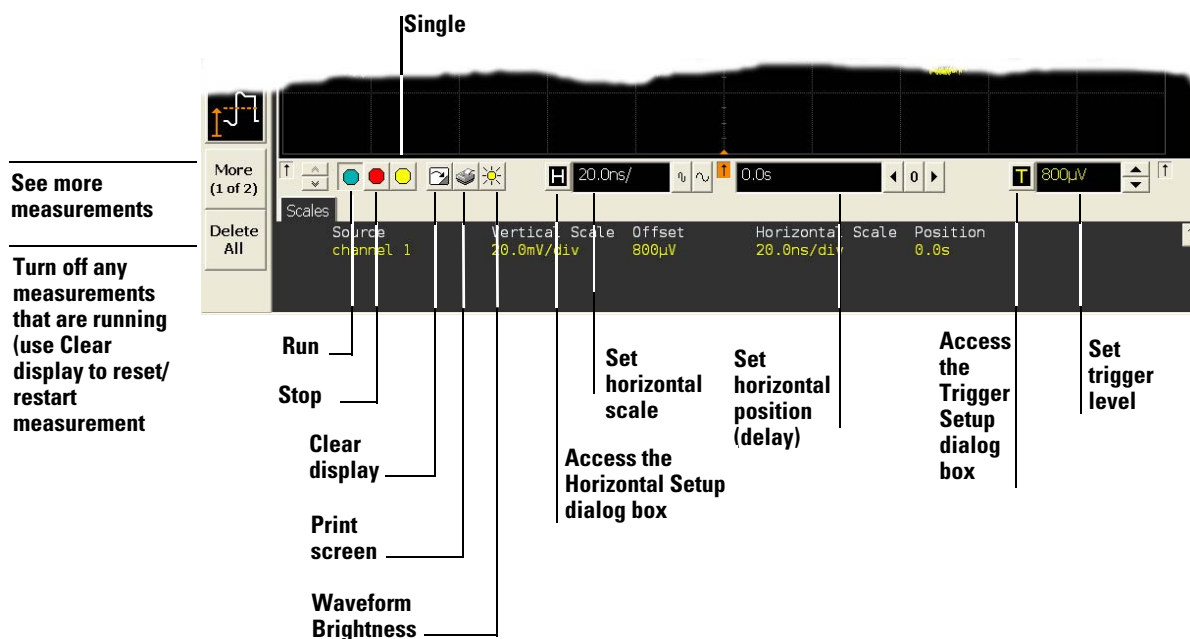 Single
More
(1 of 2)
See more
measurements
H
20.0ns/
0.0s
0
T
800µV
Scales
Delete
All
Source
Vertical Scale
Offset
Horizontal Scale
Position
channel 1
20.0mV/div
800µV
20.0ns/div
0.0s
Turn off any
measurements
that are running
(use Clear
display to reset/
restart
measurement
Run
Stop
Clear
display
Print
screen
Waveform
Brightness
Access the
Horizontal Setup
dialog box
Set
horizontal
scale
Set
horizontal
position
(delay)
Access
the
Trigger
Setup
dialog
box
Set
trigger
level